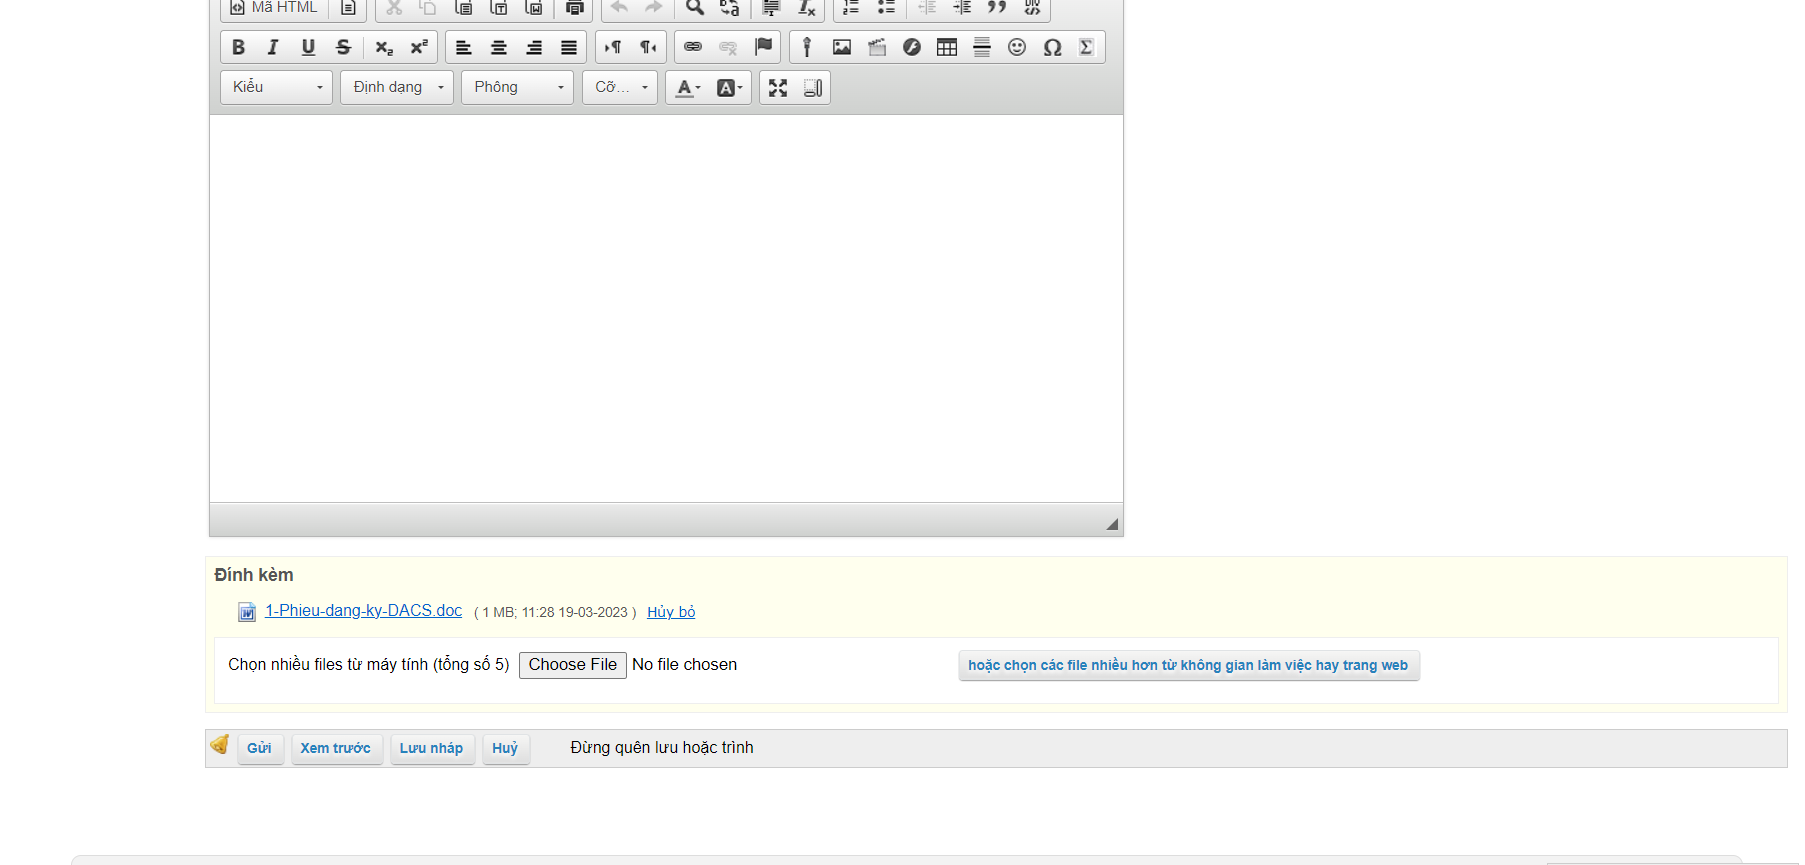 Mã HTML
Kiểu Định dạng Phông Cỡ...
Đính kèm
1-Phieu-dang-ky-DACS.doc ( 1 MB; 11:28 19-03-2023 ) Hủy bỏ
Chọn nhiều files từ máy tính (tổng số 5) Choose File No file chosen hoặc chọn các file nhiều hơn từ không gian làm việc hay trang web
Gửi Xem trước Lưu nháp Huỷ Đừng quên lưu hoặc trình